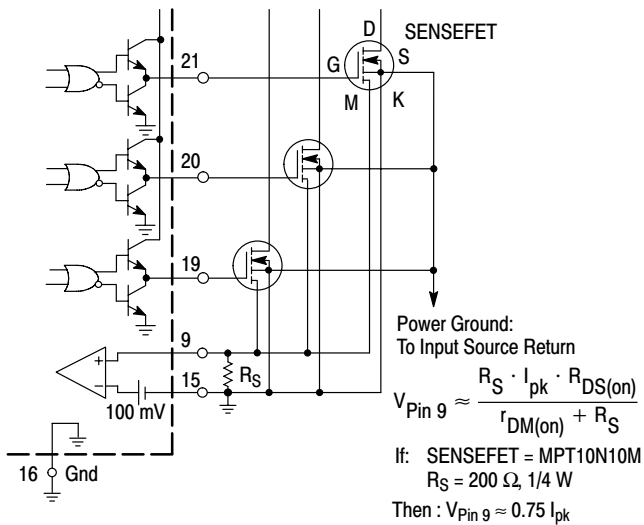 D
SENSEFET
21
G
S
M
K
20
19
9
R_S
15
100 mV
16
Gnd
Power Ground:
To Input Source Return
V_Pin 9 ≈ R_S · I_pk · R_DS(on) / r_DM(on) + R_S
If: SENSEFET = MPT10N10M
R_S = 200 Ω, 1/4 W
Then : V_Pin 9 ≈ 0.75 I_pk